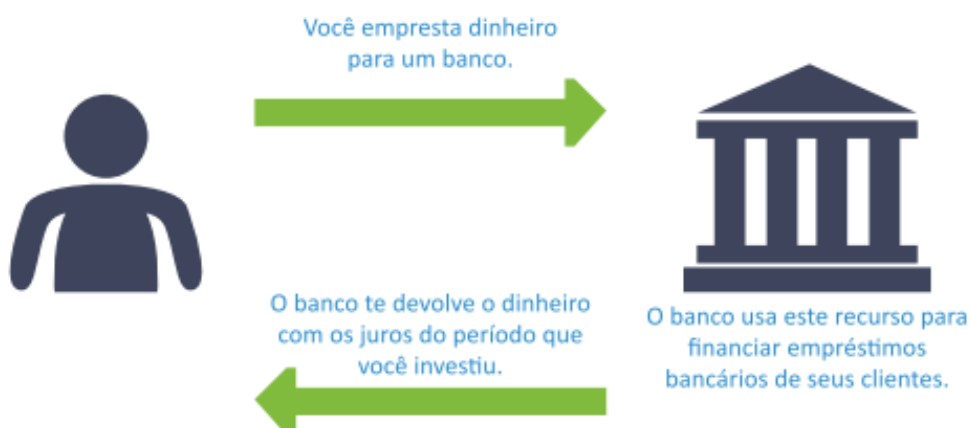 Você empresta dinheiro
para um banco.
O banco te devolve o dinheiro
com os juros do período que
você investiu.
O banco usa este recurso para
financiar empréstimos
bancários de seus clientes.